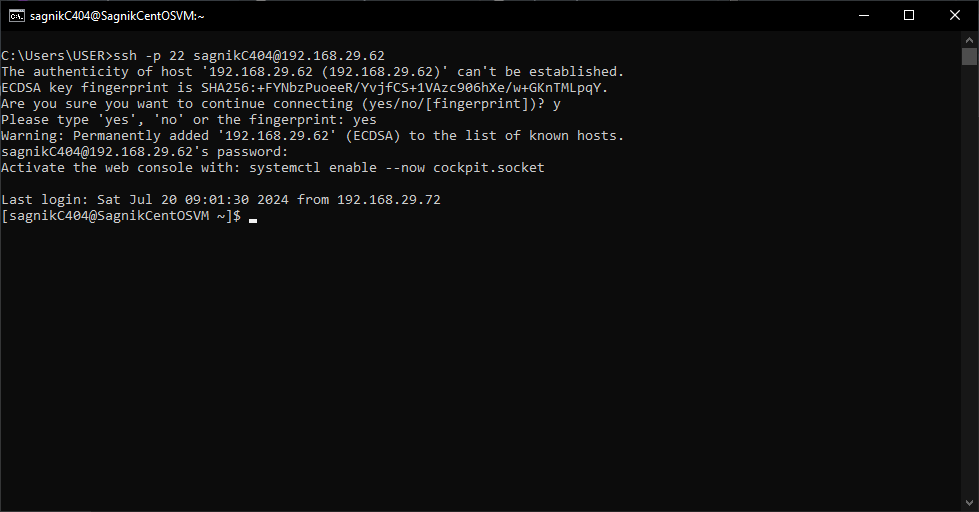 sagnikC404@SagnikCentOSVM:~
C:\Users\USER>ssh -p 22 sagnikC404@192.168.29.62
The authenticity of host '192.168.29.62 (192.168.29.62)' can't be established.
ECDSA key fingerprint is SHA256:+FYNbzPuoeeR/YvjfCS+1VAzc906hXe/w+GKnTMLpqY.
Are you sure you want to continue connecting (yes/no/[fingerprint])? y
Please type 'yes', 'no' or the fingerprint: yes
Warning: Permanently added '192.168.29.62' (ECDSA) to the list of known hosts.
sagnikC404@192.168.29.62's password:
Activate the web console with: systemctl enable --now cockpit.socket
Last login: Sat Jul 20 09:01:30 2024 from 192.168.29.72
[sagnikC404@SagnikCentOSVM ~]$